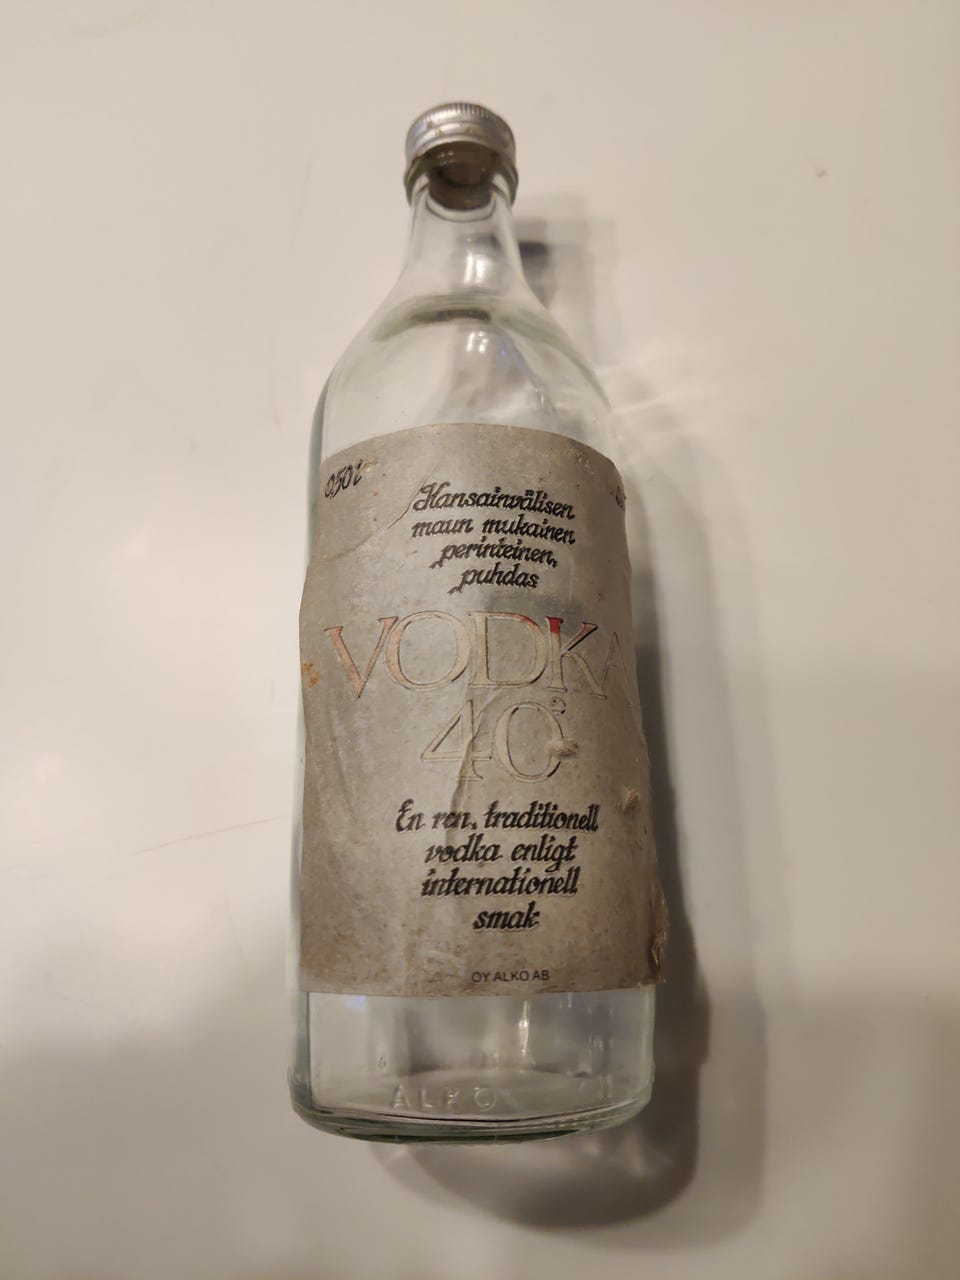 0,50 l
Kansainvälisen
maun mukainen
perinteinen,
puhdas
VODKA
40°
En ren, traditionell
vodka enligt
internationell
smak
OY ALKO AB
ALKO